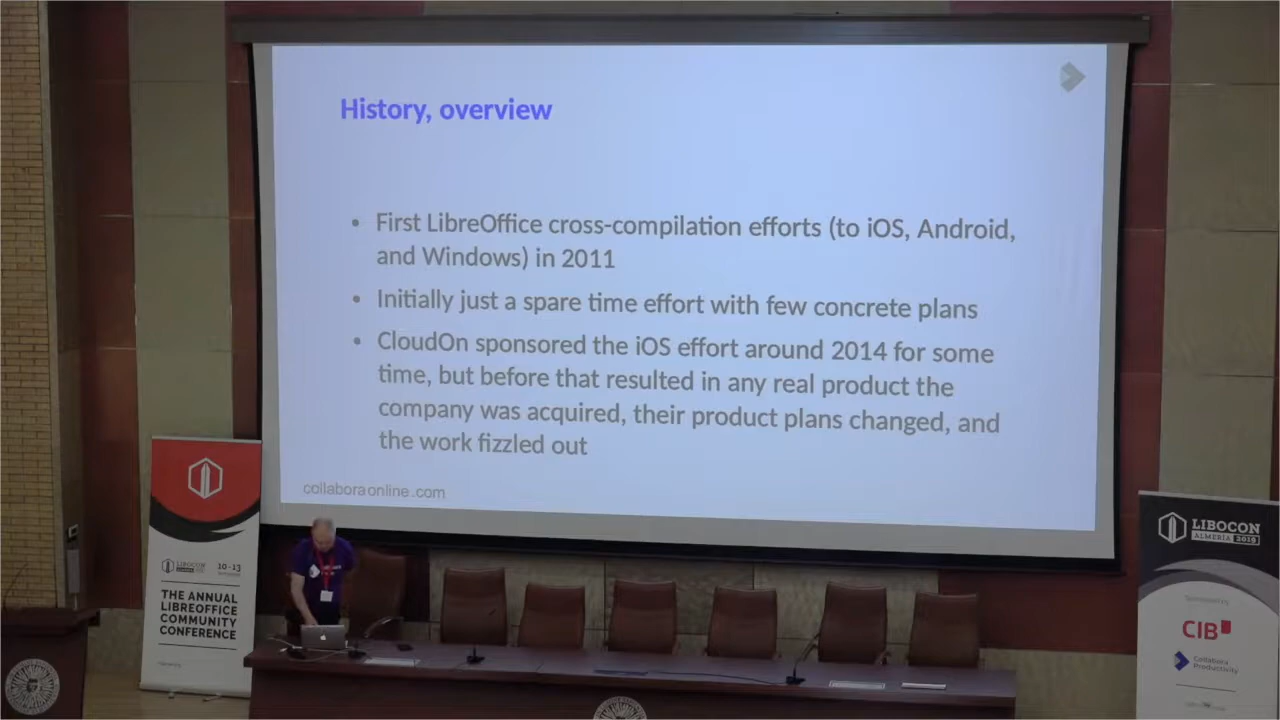 History, overview
• First LibreOffice cross-compilation efforts (to iOS, Android,
and Windows) in 2011
• Initially just a spare time effort with few concrete plans
• CloudOn sponsored the iOS effort around 2014 for some
time, but before that resulted in any real product the
company was acquired, their product plans changed, and
the work fizzled out
collaboraonline.com
LIBOCON
10-13
THE ANNUAL
LIBREOFFICE
COMMUNITY
CONFERENCE
LIBOCON
ALMERIA 2019
CIB
Collabora
Productivity